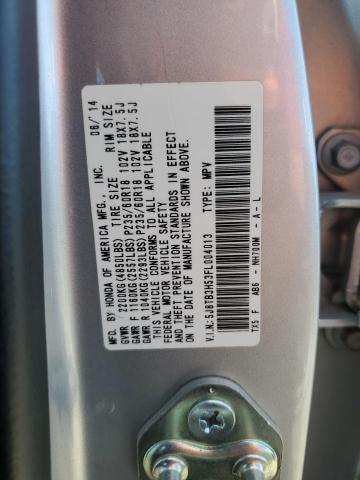 MFD. BY HONDA OF AMERICA MFG., INC. 06/'14
GVWR 2200KG(4850LBS) TIRE SIZE RIM SIZE
GAWR F 1160KG(2557LBS) P235/60R18 102V 18X7.5J
GAWR R 1040KG(2293LBS) P235/60R18 102V 18X7.5J
THIS VEHICLE CONFORMS TO ALL APPLICABLE
FEDERAL MOTOR VEHICLE SAFETY
AND THEFT PREVENTION STANDARDS IN EFFECT
ON THE DATE OF MANUFACTURE SHOWN ABOVE.
V.I.N.:5J8TB3H53FL004013 TYPE: MPV
TX5 F AB6 - NH700M - A - L